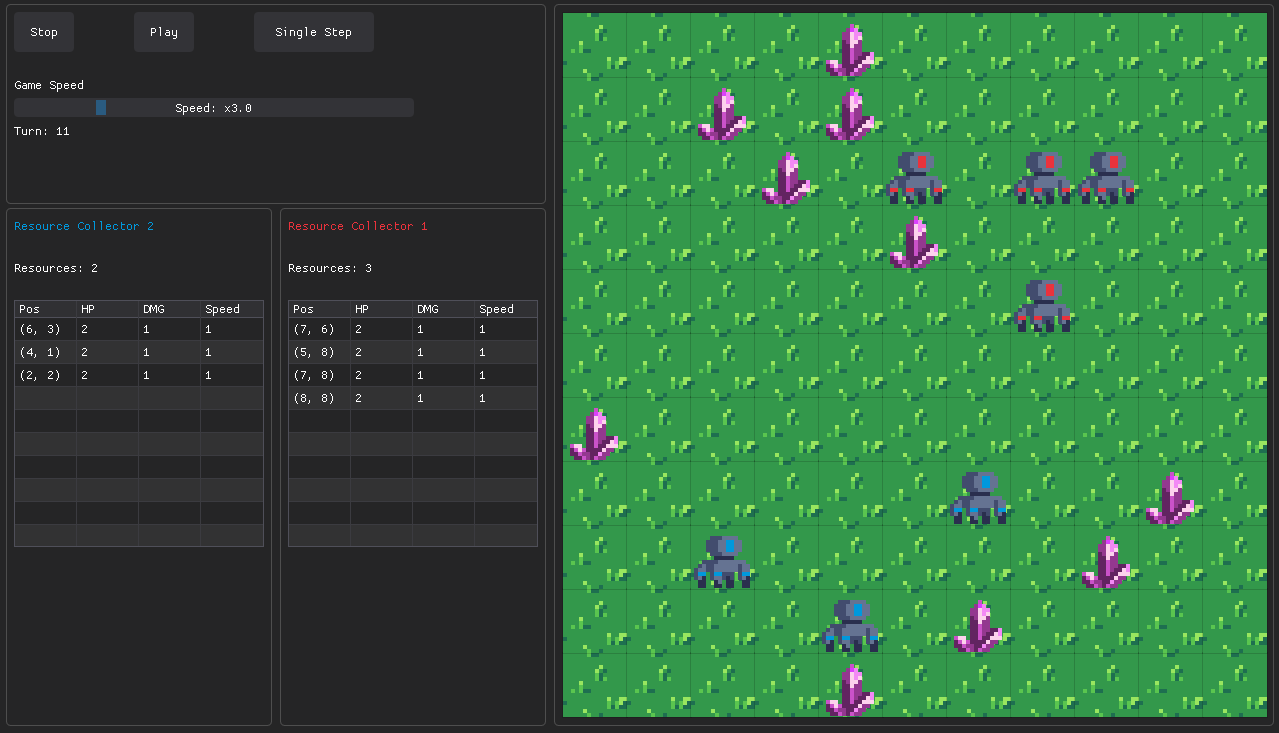 Stop Play Single Step
Game Speed
Speed: x3.0
Turn: 11
Resource Collector 2
Resources: 2
Pos HP DMG Speed
(6, 3) 2 1 1
(4, 1) 2 1 1
(2, 2) 2 1 1
Resource Collector 1
Resources: 3
Pos HP DMG Speed
(7, 6) 2 1 1
(5, 8) 2 1 1
(7, 8) 2 1 1
(8, 8) 2 1 1